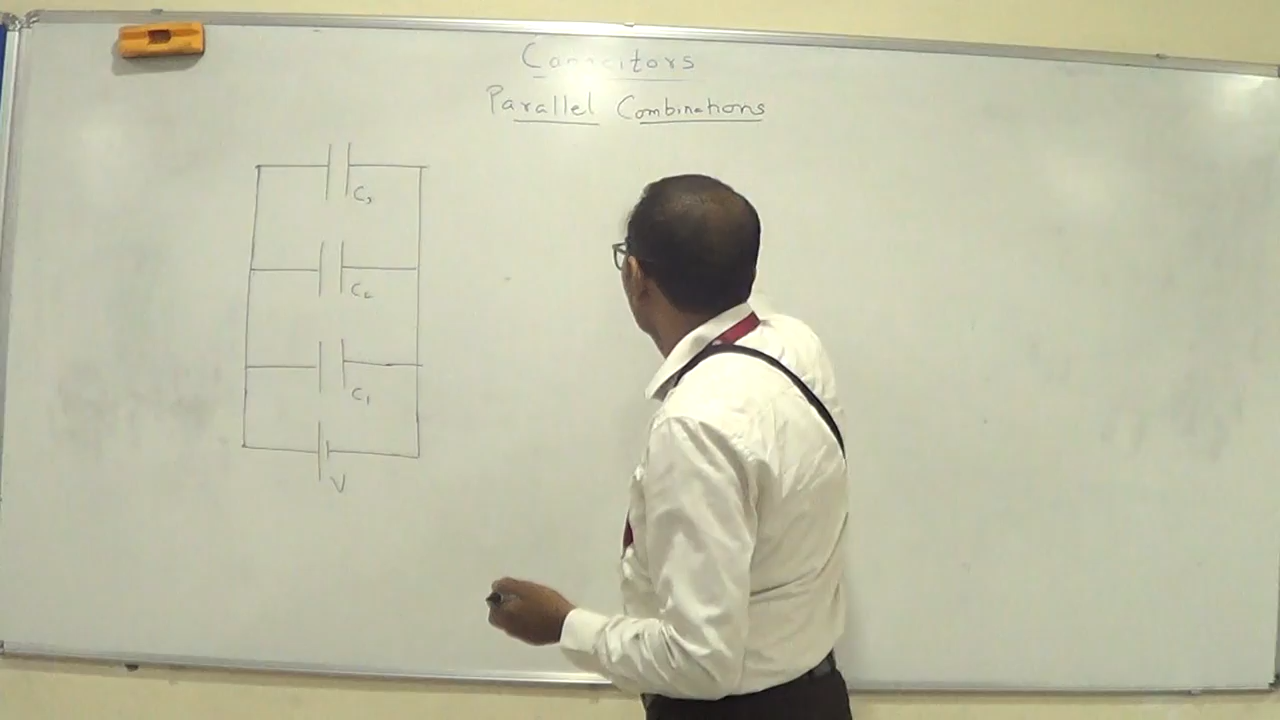 Capacitors
Parallel Combinations
C₃
C₂
C₁
V